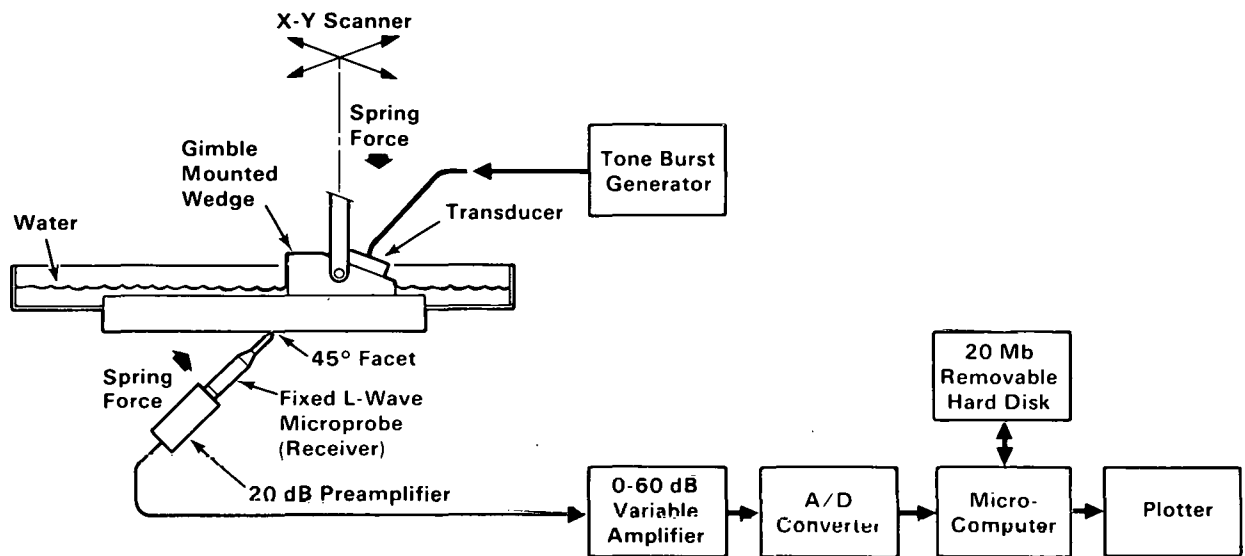 X-Y Scanner
Spring
Force
Gimble
Mounted
Wedge
Tone Burst
Generator
Transducer
Water
45° Facet
Spring
Force
Fixed L-Wave
Microprobe
(Receiver)
20 dB Preamplifier
20 Mb
Removable
Hard Disk
0-60 dB
Variable
Amplifier
A/D
Converter
Micro-
Computer
Plotter